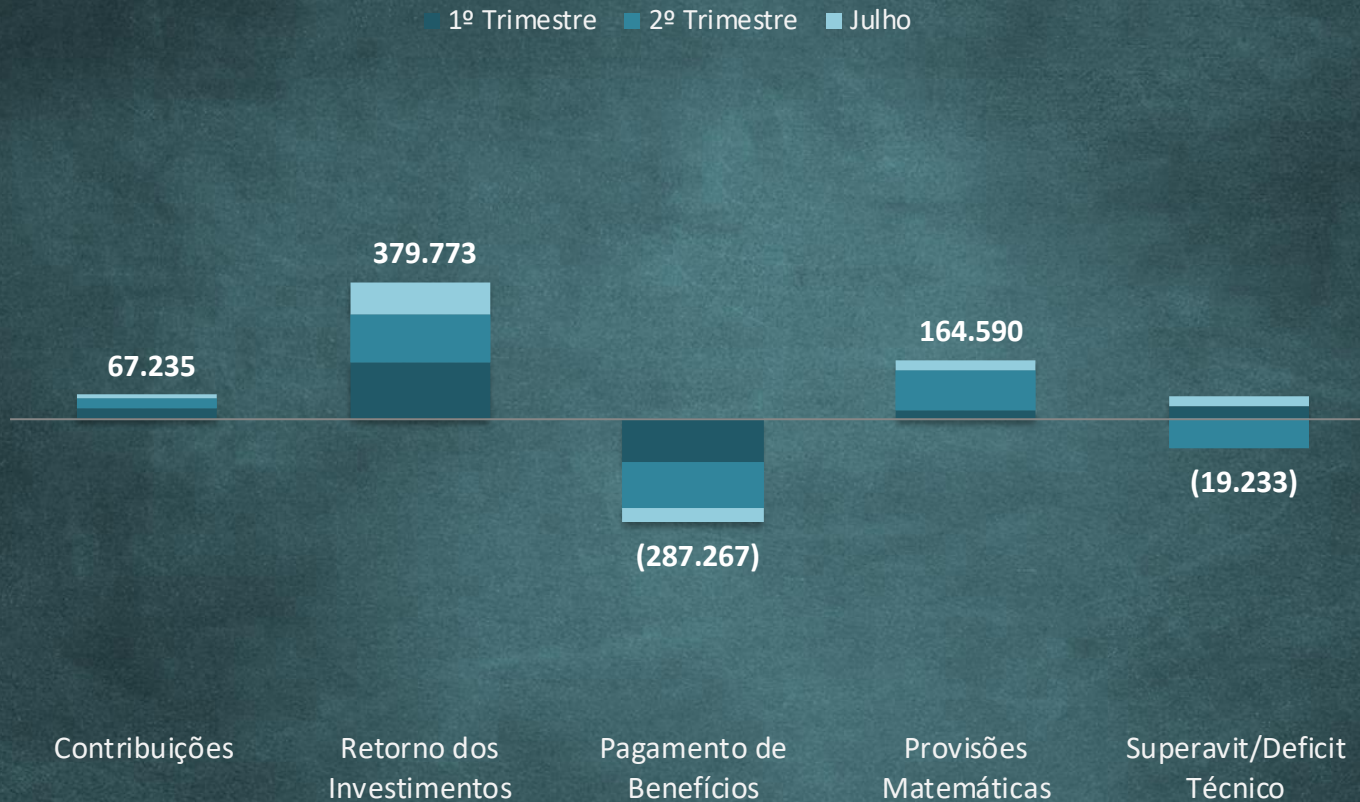 1º Trimestre 2º Trimestre Julho
379.773
164.590
67.235
(19.233)
(287.267)
Contribuições
Retorno dos
Investimentos
Pagamento de
Benefícios
Provisões
Matemáticas
Superavit/Deficit
Técnico